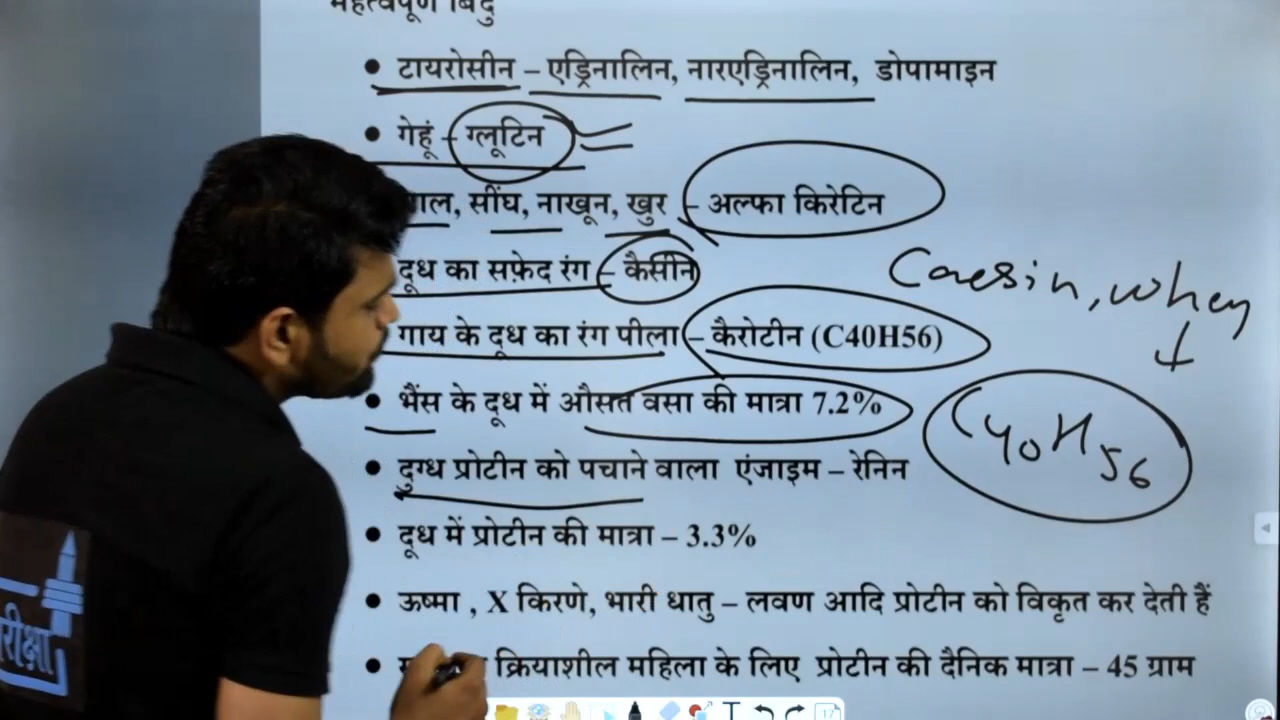 महत्वपूर्ण बिंदु
• टायरोसीन – एड्रिनालिन, नारएड्रिनालिन, डोपामाइन
• गेहूं – ग्लूटिन
सींघ, नाखून, खुर – अल्फा किरेटिन
दूध का सफ़ेद रंग – कैसीन
Caesin, whey
गाय के दूध का रंग पीला – कैरोटीन (C40H56)
• भैंस के दूध में औसत वसा की मात्रा 7.2%
C40H56
• दुग्ध प्रोटीन को पचाने वाला एंजाइम – रेनिन
• दूध में प्रोटीन की मात्रा – 3.3%
• ऊष्मा , X किरणे, भारी धातु – लवण आदि प्रोटीन को विकृत कर देती हैं
• क्रियाशील महिला के लिए प्रोटीन की दैनिक मात्रा – 45 ग्राम